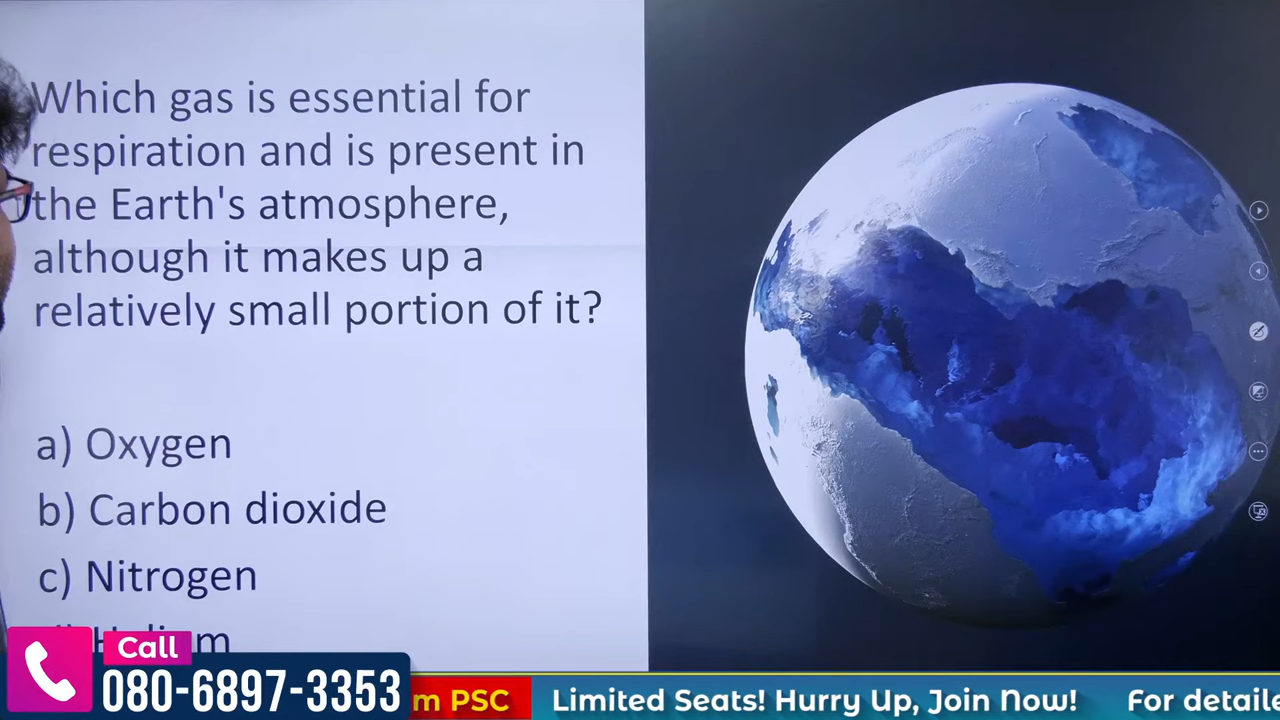 Which gas is essential for
respiration and is present in
the Earth's atmosphere,
although it makes up a
relatively small portion of it?
a) Oxygen
b) Carbon dioxide
c) Nitrogen
Call
080-6897-3353
PSC
Limited Seats! Hurry Up, Join Now!
For